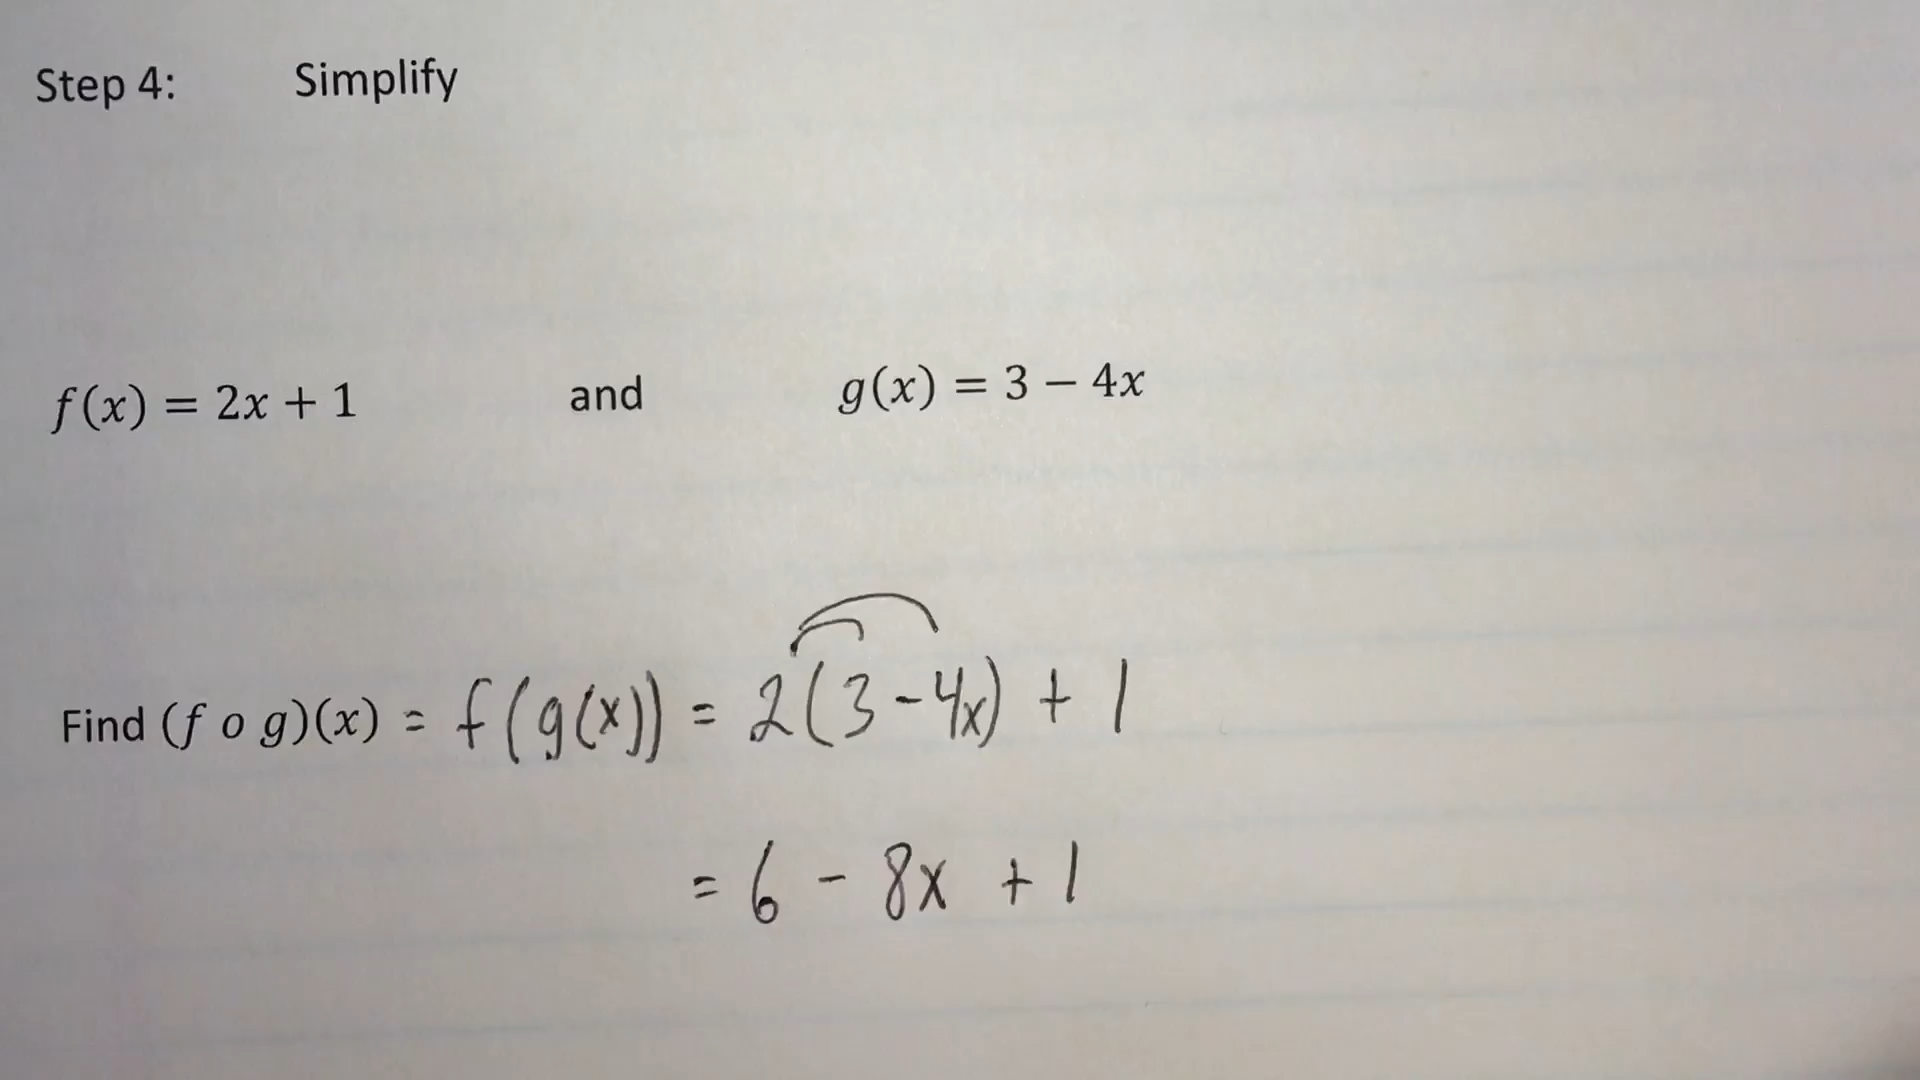 Step 4: Simplify
f(x) = 2x + 1 and g(x) = 3 − 4x
Find (f o g)(x) = f(g(x)) = 2(3 - 4x) + 1
= 6 - 8x + 1